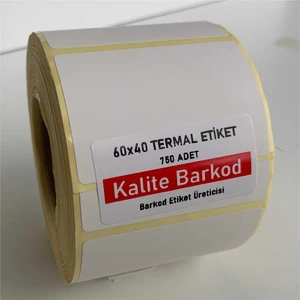 60x40 TERMAL ETİKET
750 ADET
Kalite Barkod
Barkod Etiket Üreticisi